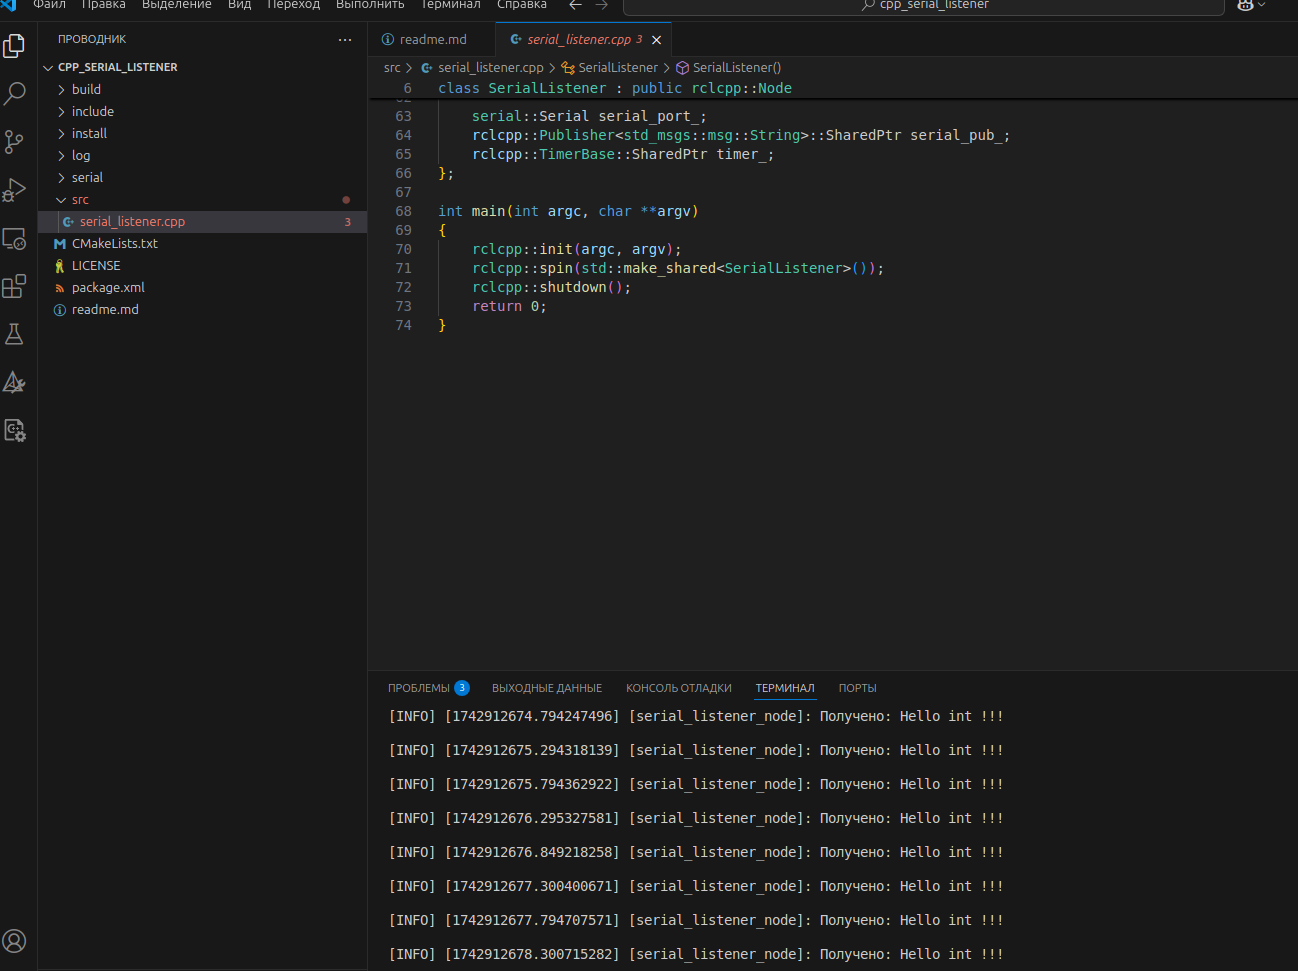 Файл Правка Выделение Вид Переход Выполнить Терминал Справка cpp_serial_listener
ПРОВОДНИК
CPP_SERIAL_LISTENER
build
include
install
log
serial
src
serial_listener.cpp 3
CMakeLists.txt
LICENSE
package.xml
readme.md
readme.md serial_listener.cpp 3
src > serial_listener.cpp > SerialListener > SerialListener()
6 class SerialListener : public rclcpp::Node
63 serial::Serial serial_port_;
64 rclcpp::Publisher<std_msgs::msg::String>::SharedPtr serial_pub_;
65 rclcpp::TimerBase::SharedPtr timer_;
66 };
67
68 int main(int argc, char **argv)
69 {
70 rclcpp::init(argc, argv);
71 rclcpp::spin(std::make_shared<SerialListener>());
72 rclcpp::shutdown();
73 return 0;
74 }
ПРОБЛЕМЫ 3 ВЫХОДНЫЕ ДАННЫЕ КОНСОЛЬ ОТЛАДКИ ТЕРМИНАЛ ПОРТЫ
[INFO] [1742912674.794247496] [serial_listener_node]: Получено: Hello int !!!
[INFO] [1742912675.294318139] [serial_listener_node]: Получено: Hello int !!!
[INFO] [1742912675.794362922] [serial_listener_node]: Получено: Hello int !!!
[INFO] [1742912676.295327581] [serial_listener_node]: Получено: Hello int !!!
[INFO] [1742912676.849218258] [serial_listener_node]: Получено: Hello int !!!
[INFO] [1742912677.300400671] [serial_listener_node]: Получено: Hello int !!!
[INFO] [1742912677.794707571] [serial_listener_node]: Получено: Hello int !!!
[INFO] [1742912678.300715282] [serial_listener_node]: Получено: Hello int !!!